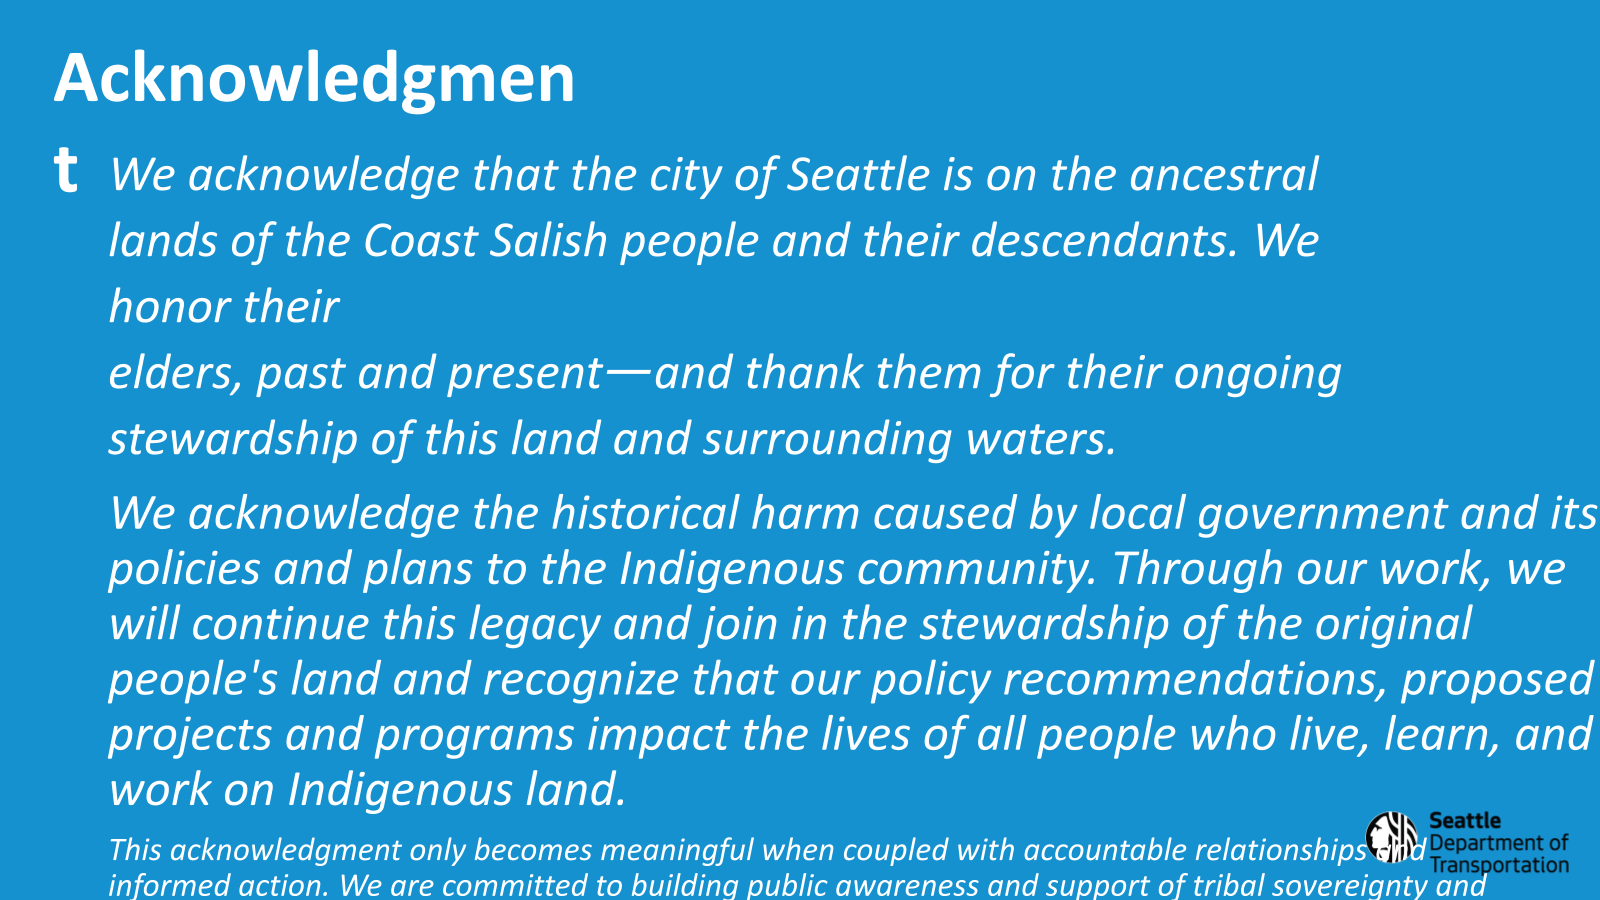 Acknowledgmen
t
We acknowledge that the city of Seattle is on the ancestral
lands of the Coast Salish people and their descendants. We
honor their
elders, past and present—and thank them for their ongoing
stewardship of this land and surrounding waters.
We acknowledge the historical harm caused by local government and its
policies and plans to the Indigenous community. Through our work, we
will continue this legacy and join in the stewardship of the original
people's land and recognize that our policy recommendations, proposed
projects and programs impact the lives of all people who live, learn, and
work on Indigenous land.
This acknowledgment only becomes meaningful when coupled with accountable relationships and
informed action. We are committed to building public awareness and support of tribal sovereignty and
Seattle
Department of
Transportation